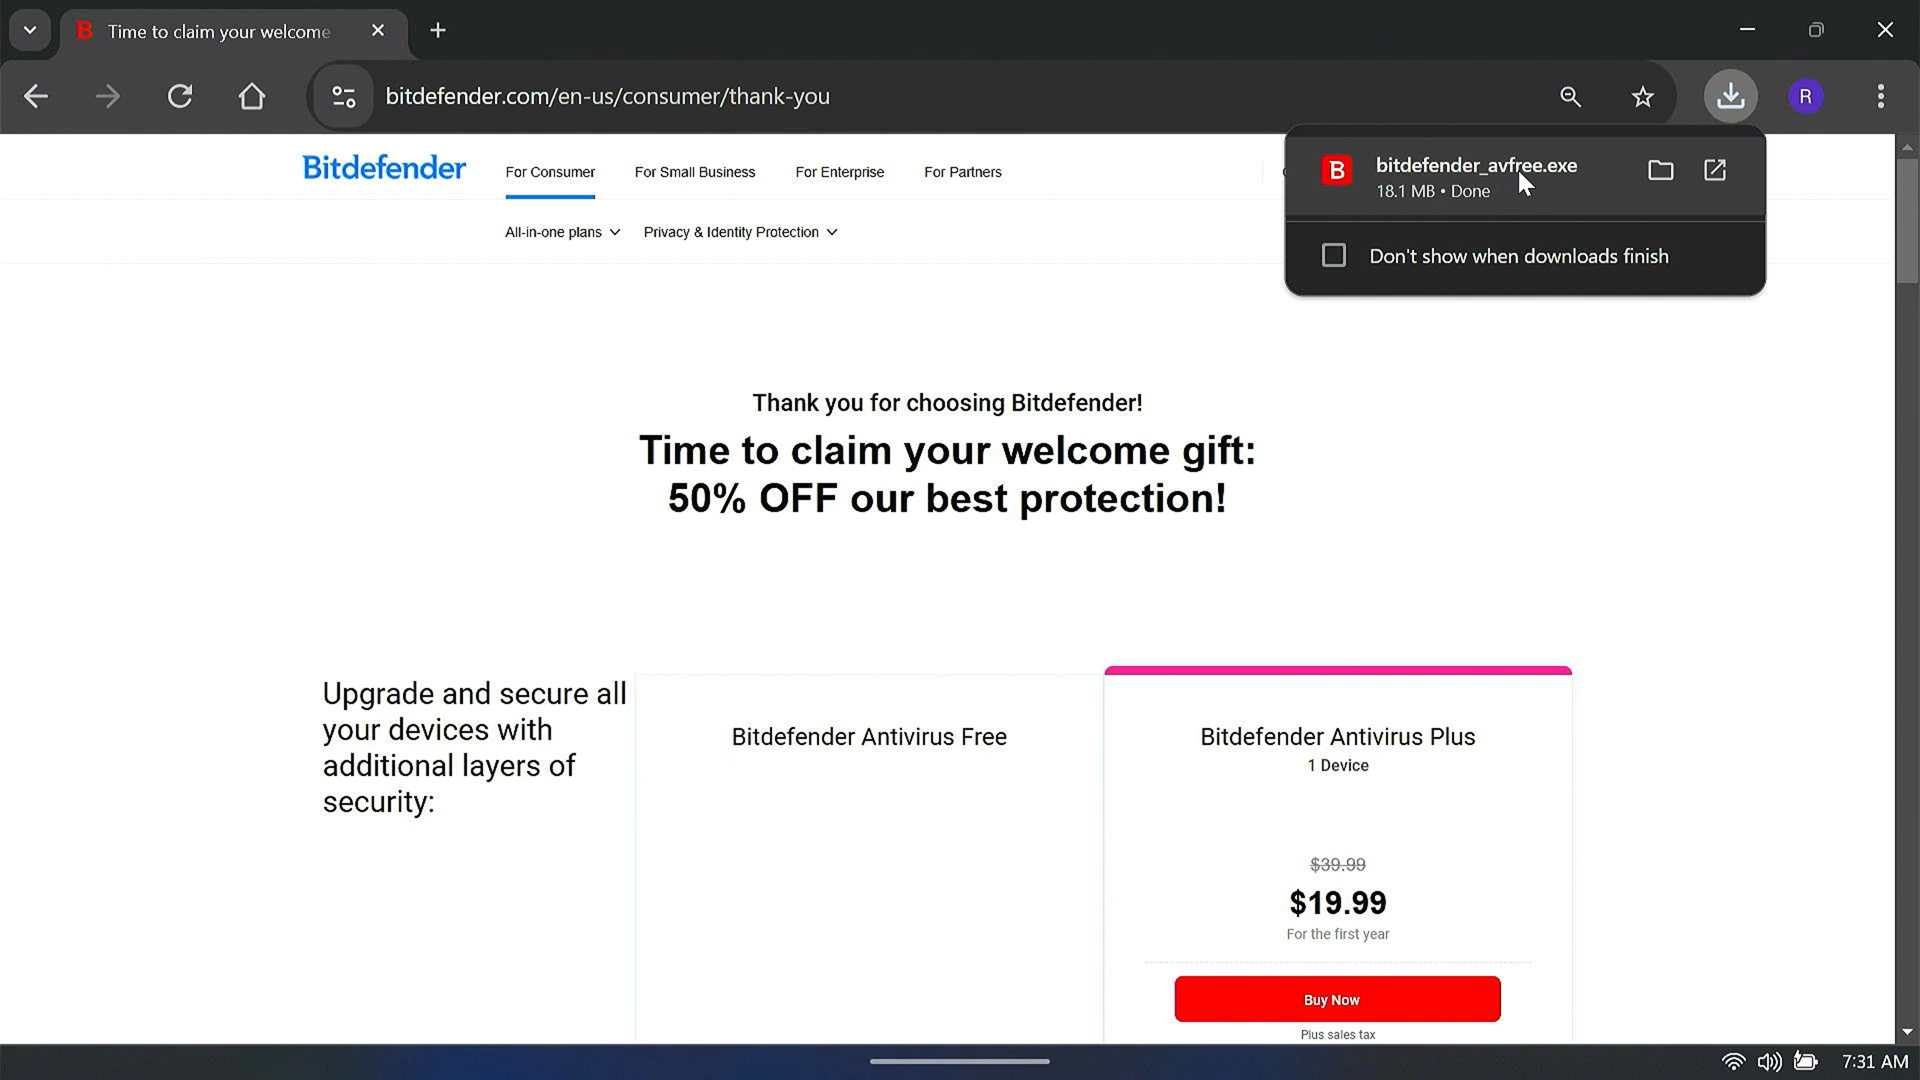 Time to claim your welcome
bitdefender.com/en-us/consumer/thank-you
R
B
bitdefender_avfree.exe
18.1 MB • Done
Don't show when downloads finish
Bitdefender
For Consumer
For Small Business
For Enterprise
For Partners
All-in-one plans
Privacy & Identity Protection
Thank you for choosing Bitdefender!
Time to claim your welcome gift:
50% OFF our best protection!
Upgrade and secure all
your devices with
additional layers of
security:
Bitdefender Antivirus Free
Bitdefender Antivirus Plus
1 Device
$39.99
$19.99
For the first year
Buy Now
Plus sales tax
7:31 AM